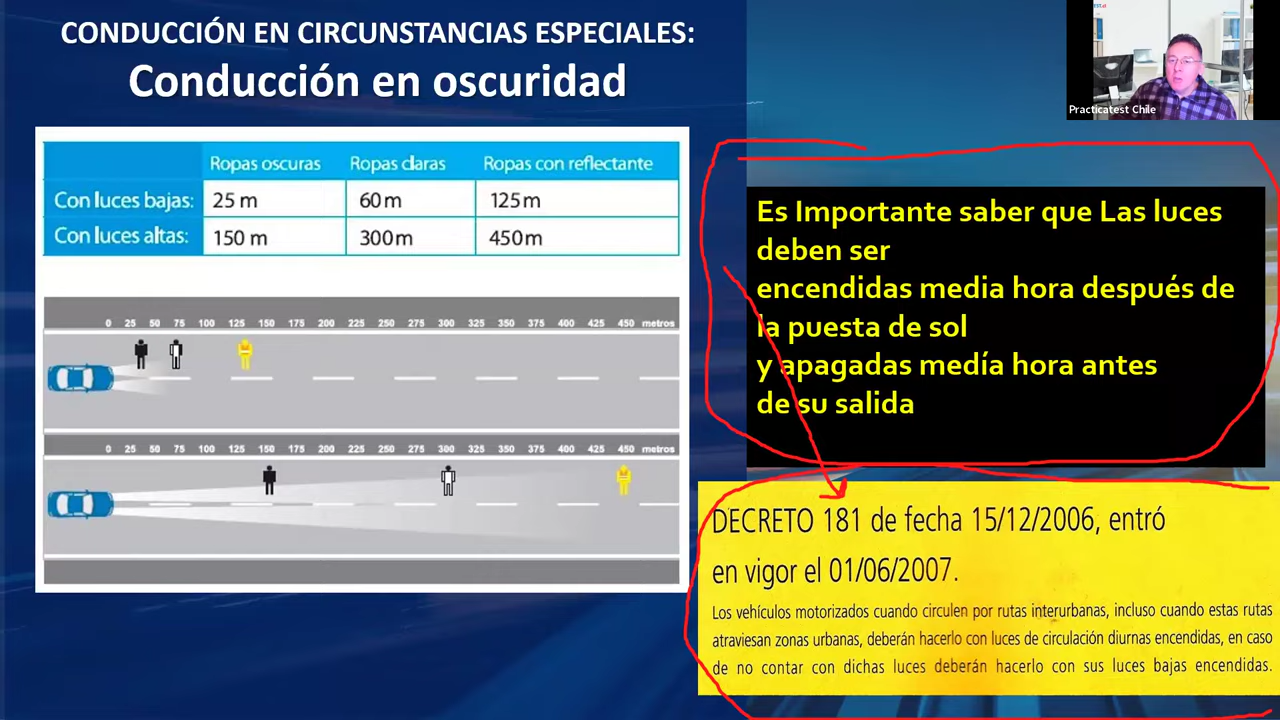 CONDUCCIÓN EN CIRCUNSTANCIAS ESPECIALES:
Conducción en oscuridad
Practicatest Chile
Ropas oscuras Ropas claras Ropas con reflectante
Con luces bajas: 25 m 60 m 125 m
Con luces altas: 150 m 300 m 450 m
0 25 50 75 100 125 150 175 200 225 250 275 300 325 350 375 400 425 450 metros
0 25 50 75 100 125 150 175 200 225 250 275 300 325 350 375 400 425 450 metros
Es Importante saber que Las luces
deben ser
encendidas media hora después de
la puesta de sol
y apagadas medía hora antes
de su salida
DECRETO 181 de fecha 15/12/2006, entró
en vigor el 01/06/2007.
Los vehículos motorizados cuando circulen por rutas interurbanas, incluso cuando estas rutas
atraviesan zonas urbanas, deberán hacerlo con luces de circulación diurnas encendidas, en caso
de no contar con dichas luces deberán hacerlo con sus luces bajas encendidas.